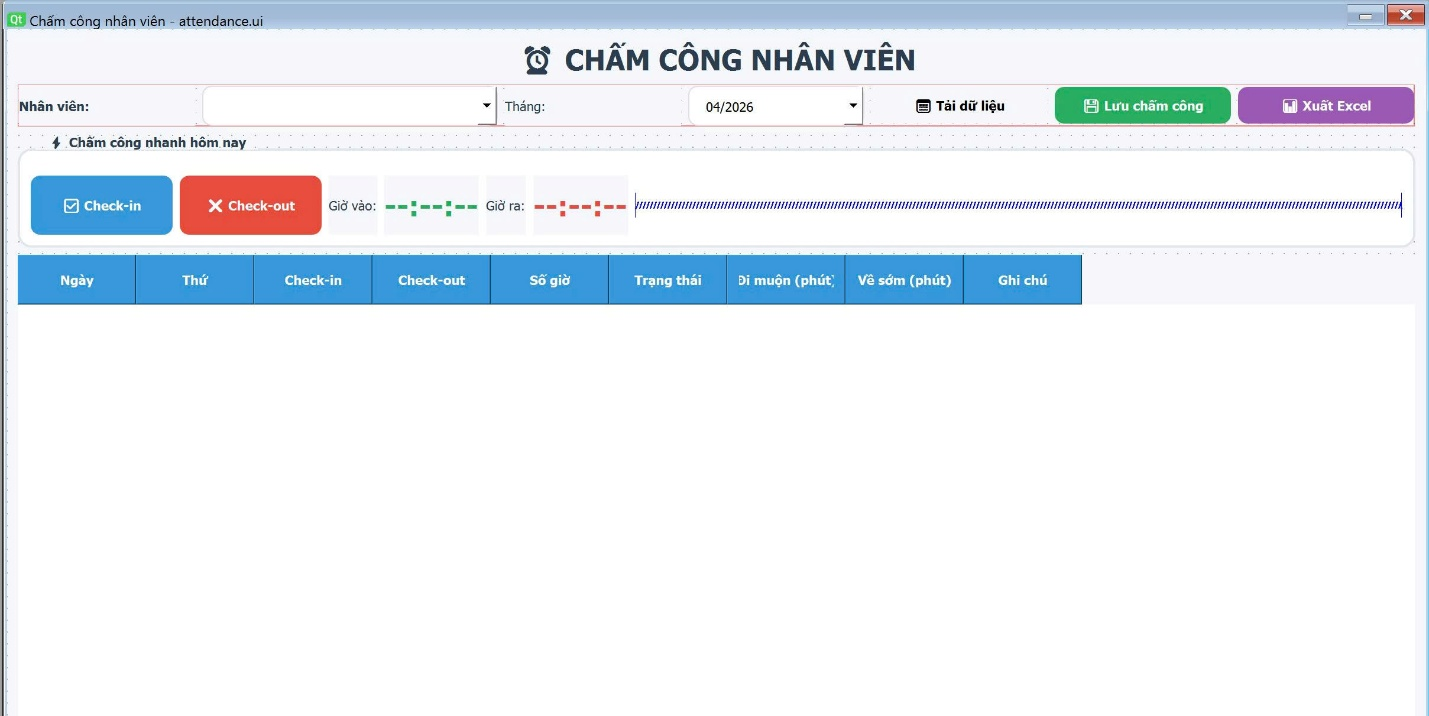 Qt Chấm công nhân viên - attendance.ui
CHẤM CÔNG NHÂN VIÊN
Nhân viên: Tháng: 04/2026 Tải dữ liệu Lưu chấm công Xuất Excel
Chấm công nhanh hôm nay
Check-in Check-out Giờ vào: --:--:-- Giờ ra: --:--:--
Ngày Thứ Check-in Check-out Số giờ Trạng thái Đi muộn (phút) Về sớm (phút) Ghi chú